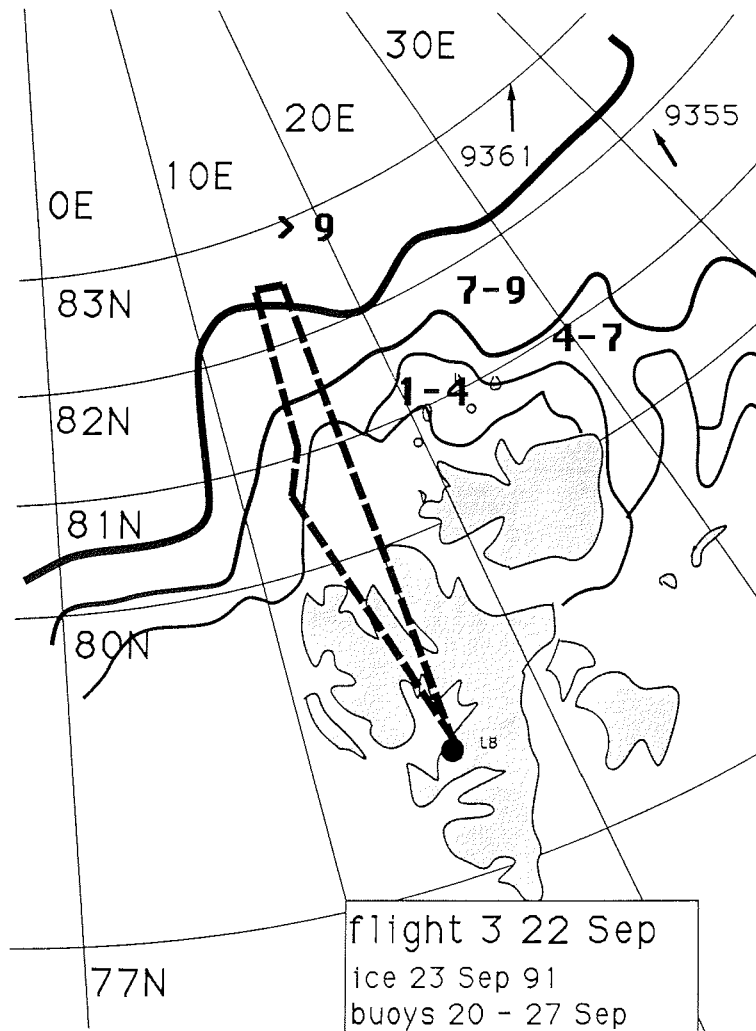 30E
9355
20E
9361
10E
0E
> 9
83N
7-9
4-7
1-4
82N
81N
80N
LB
flight 3 22 Sep
ice 23 Sep 91
77N
buoys 20 - 27 Sep